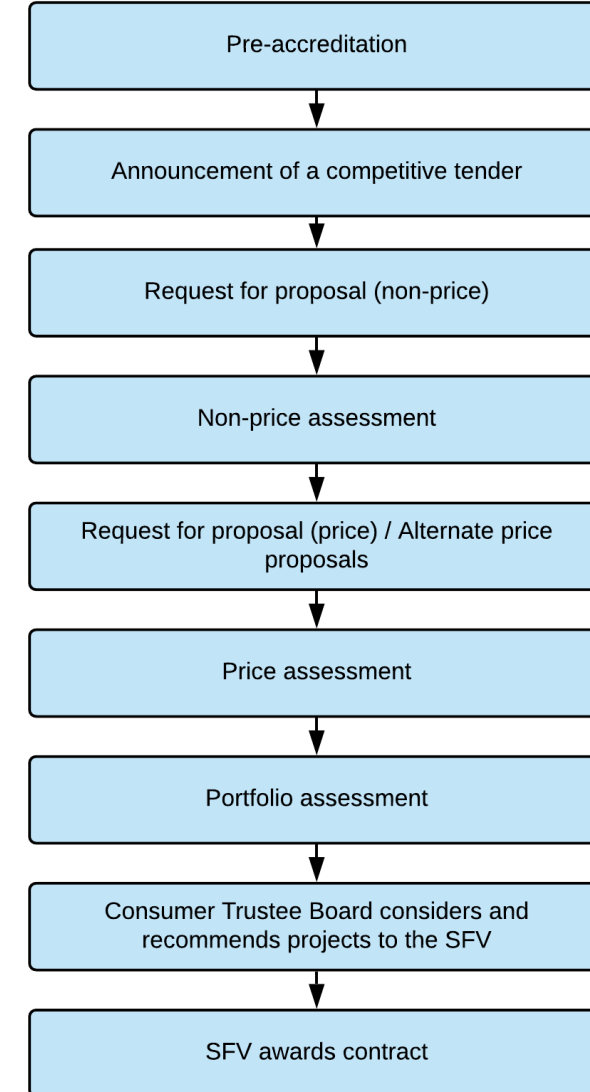 Pre-accreditation
Announcement of a competitive tender
Request for proposal (non-price)
Non-price assessment
Request for proposal (price) / Alternate price
proposals
Price assessment
Portfolio assessment
Consumer Trustee Board considers and
recommends projects to the SFV
SFV awards contract